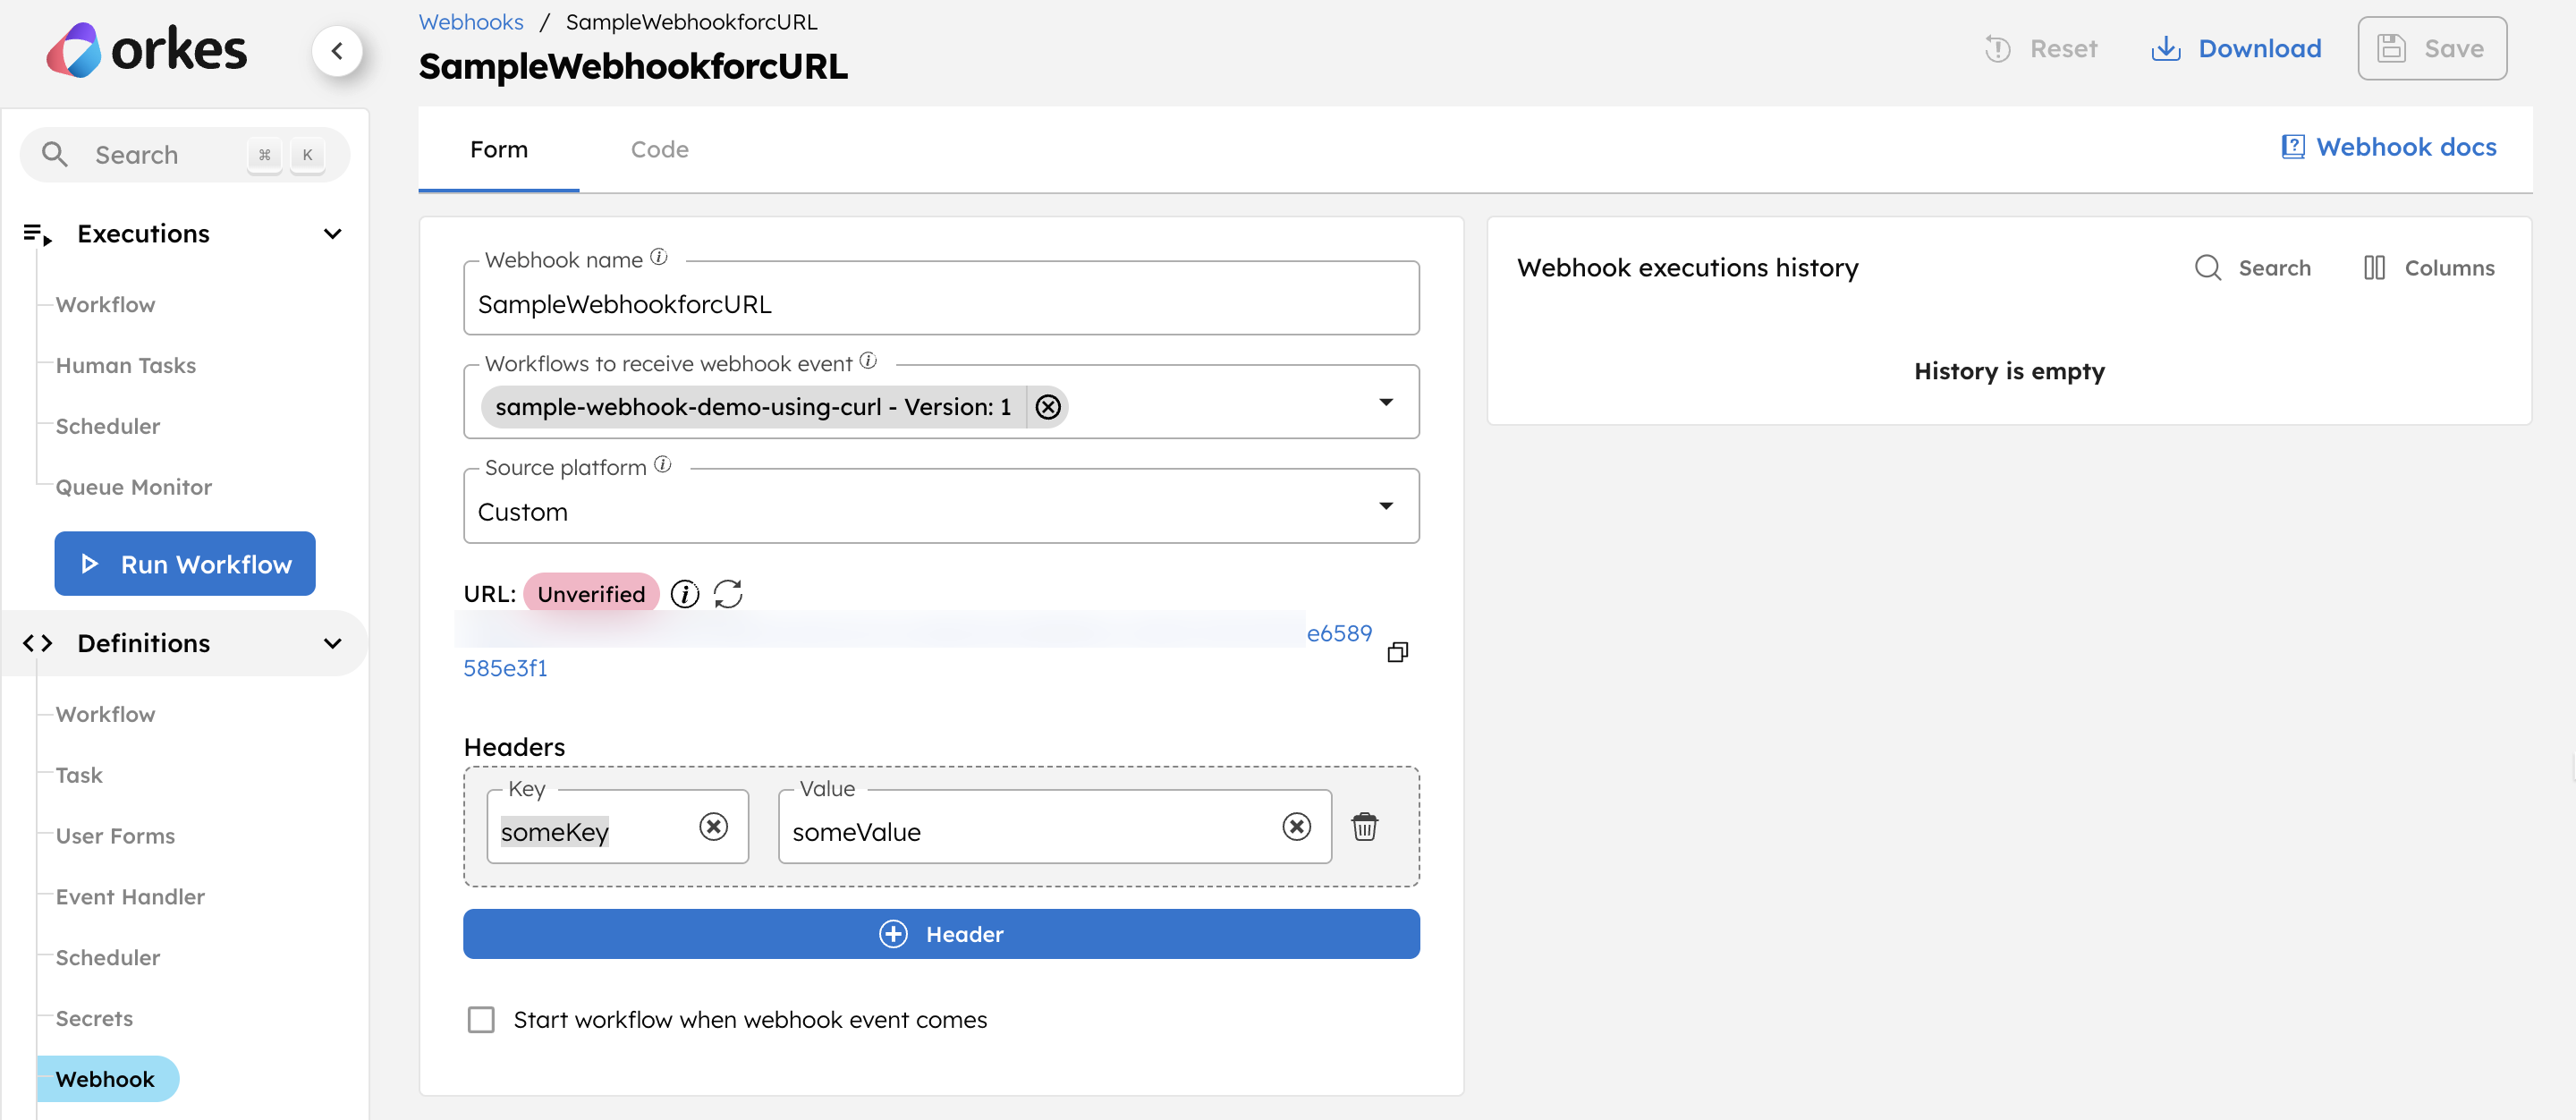 orkes
Search ⌘ K
Executions
Workflow
Human Tasks
Scheduler
Queue Monitor
Run Workflow
Definitions
Workflow
Task
User Forms
Event Handler
Scheduler
Secrets
Webhook
Webhooks / SampleWebhookforcURL
SampleWebhookforcURL
Reset Download Save
Form Code Webhook docs
Webhook name
SampleWebhookforcURL
Workflows to receive webhook event
sample-webhook-demo-using-curl - Version: 1
Source platform
Custom
URL: Unverified
e6589
585e3f1
Headers
Key Value
someKey someValue
Header
Start workflow when webhook event comes
Webhook executions history Search Columns
History is empty